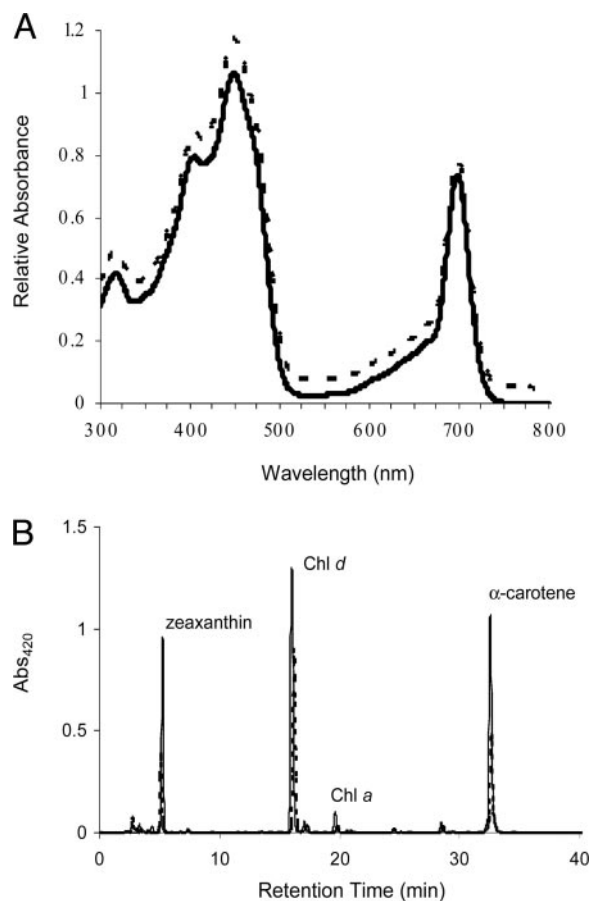 A
1.2
1
0.8
0.6
0.4
0.2
0
Relative Absorbance
300 400 500 600 700 800
Wavelength (nm)
B
1.5
1
0.5
0
Abs420
zeaxanthin
Chl d
Chl a
α-carotene
0 10 20 30 40
Retention Time (min)